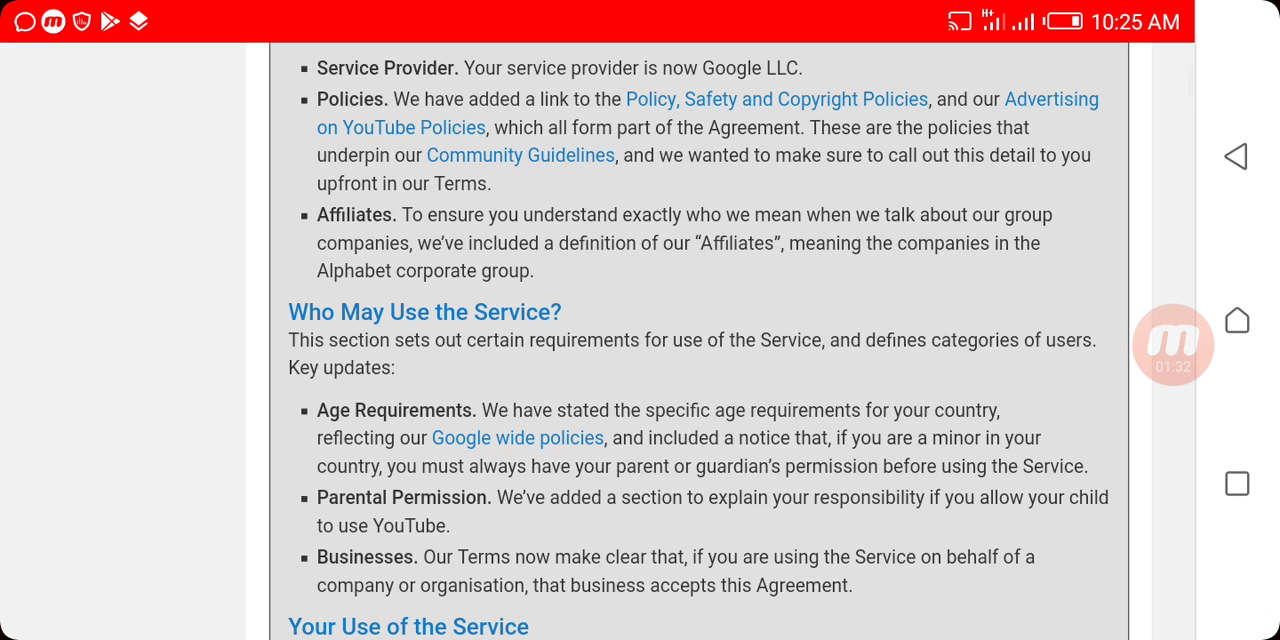 10:25 AM
Service Provider. Your service provider is now Google LLC.
Policies. We have added a link to the Policy, Safety and Copyright Policies, and our Advertising
on YouTube Policies, which all form part of the Agreement. These are the policies that
underpin our Community Guidelines, and we wanted to make sure to call out this detail to you
upfront in our Terms.
Affiliates. To ensure you understand exactly who we mean when we talk about our group
companies, we’ve included a definition of our “Affiliates”, meaning the companies in the
Alphabet corporate group.
Who May Use the Service?
This section sets out certain requirements for use of the Service, and defines categories of users.
Key updates:
Age Requirements. We have stated the specific age requirements for your country,
reflecting our Google wide policies, and included a notice that, if you are a minor in your
country, you must always have your parent or guardian’s permission before using the Service.
Parental Permission. We’ve added a section to explain your responsibility if you allow your child
to use YouTube.
Businesses. Our Terms now make clear that, if you are using the Service on behalf of a
company or organisation, that business accepts this Agreement.
Your Use of the Service
H+
m
01:32